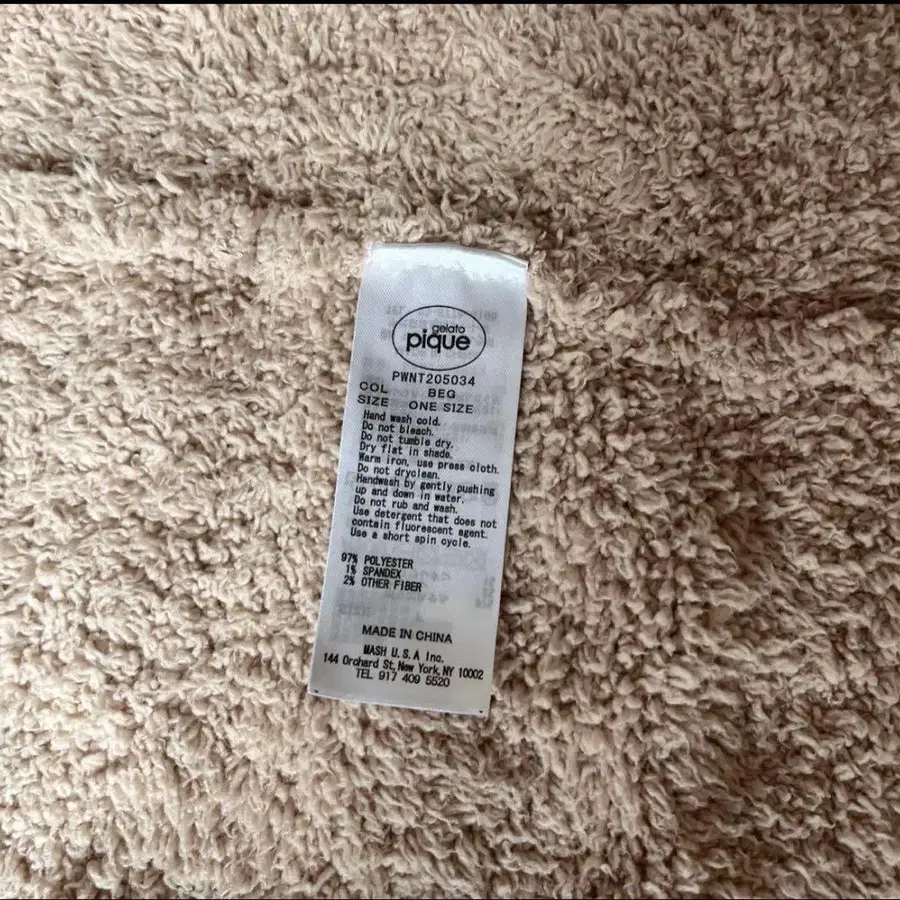 gelato
pique
PWNT205034
COL BEG
SIZE ONE SIZE
Hand wash cold.
Do not bleach.
Do not tumble dry.
Dry flat in shade.
Warm iron, use press cloth.
Do not dryclean.
Handwash by gently pushing
up and down in water.
Do not rub and wash.
Use detergent that does not
contain fluorescent agent.
Use a short spin cycle.
97% POLYESTER
1% SPANDEX
2% OTHER FIBER
MADE IN CHINA
MASH U.S.A Inc.
144 Orchard St, New York, NY 10002
TEL 917 409 5520